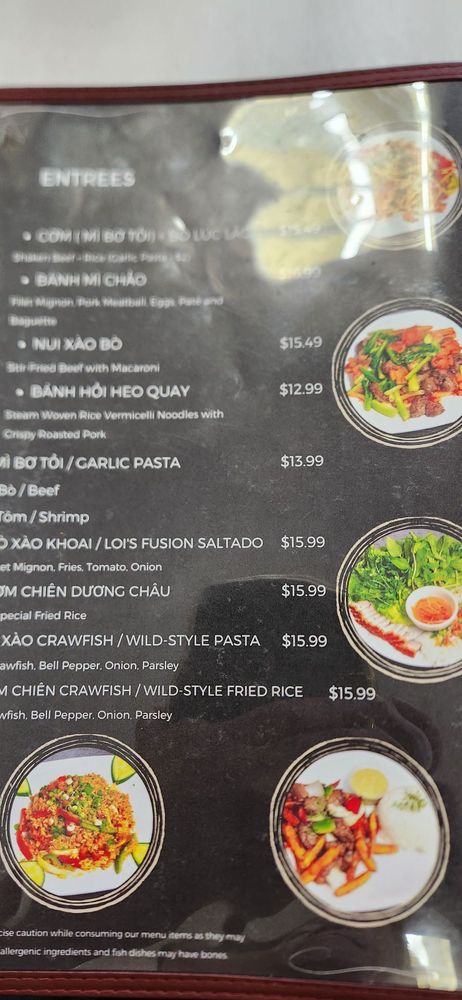 ENTREES
• CƠM ( MÌ BƠ TỎI) - BÒ LÚC LẮC $15.49
Shaken Beef - Rice (Garlic Pasta
• BÁNH MÌ CHẢO
Filet Mignon, Pork Meatball, Eggs, Paté and
Baguette
• NUI XÀO BÒ $15.49
Stir-Fried Beef with Macaroni
• BÁNH HỎI HEO QUAY $12.99
Steam Woven Rice Vermicelli Noodles with
Crispy Roasted Pork
MÌ BƠ TỎI / GARLIC PASTA $13.99
Bò / Beef
Tôm / Shrimp
Ò XÀO KHOAI / LOI'S FUSION SALTADO $15.99
et Mignon, Fries, Tomato, Onion
ƠM CHIÊN DƯƠNG CHÂU $15.99
pecial Fried Rice
XÀO CRAWFISH / WILD-STYLE PASTA $15.99
awfish, Bell Pepper, Onion, Parsley
M CHIÊN CRAWFISH / WILD-STYLE FRIED RICE $15.99
wfish, Bell Pepper, Onion, Parsley
cise caution while consuming our menu items as they may
allergenic ingredients and fish dishes may have bones.